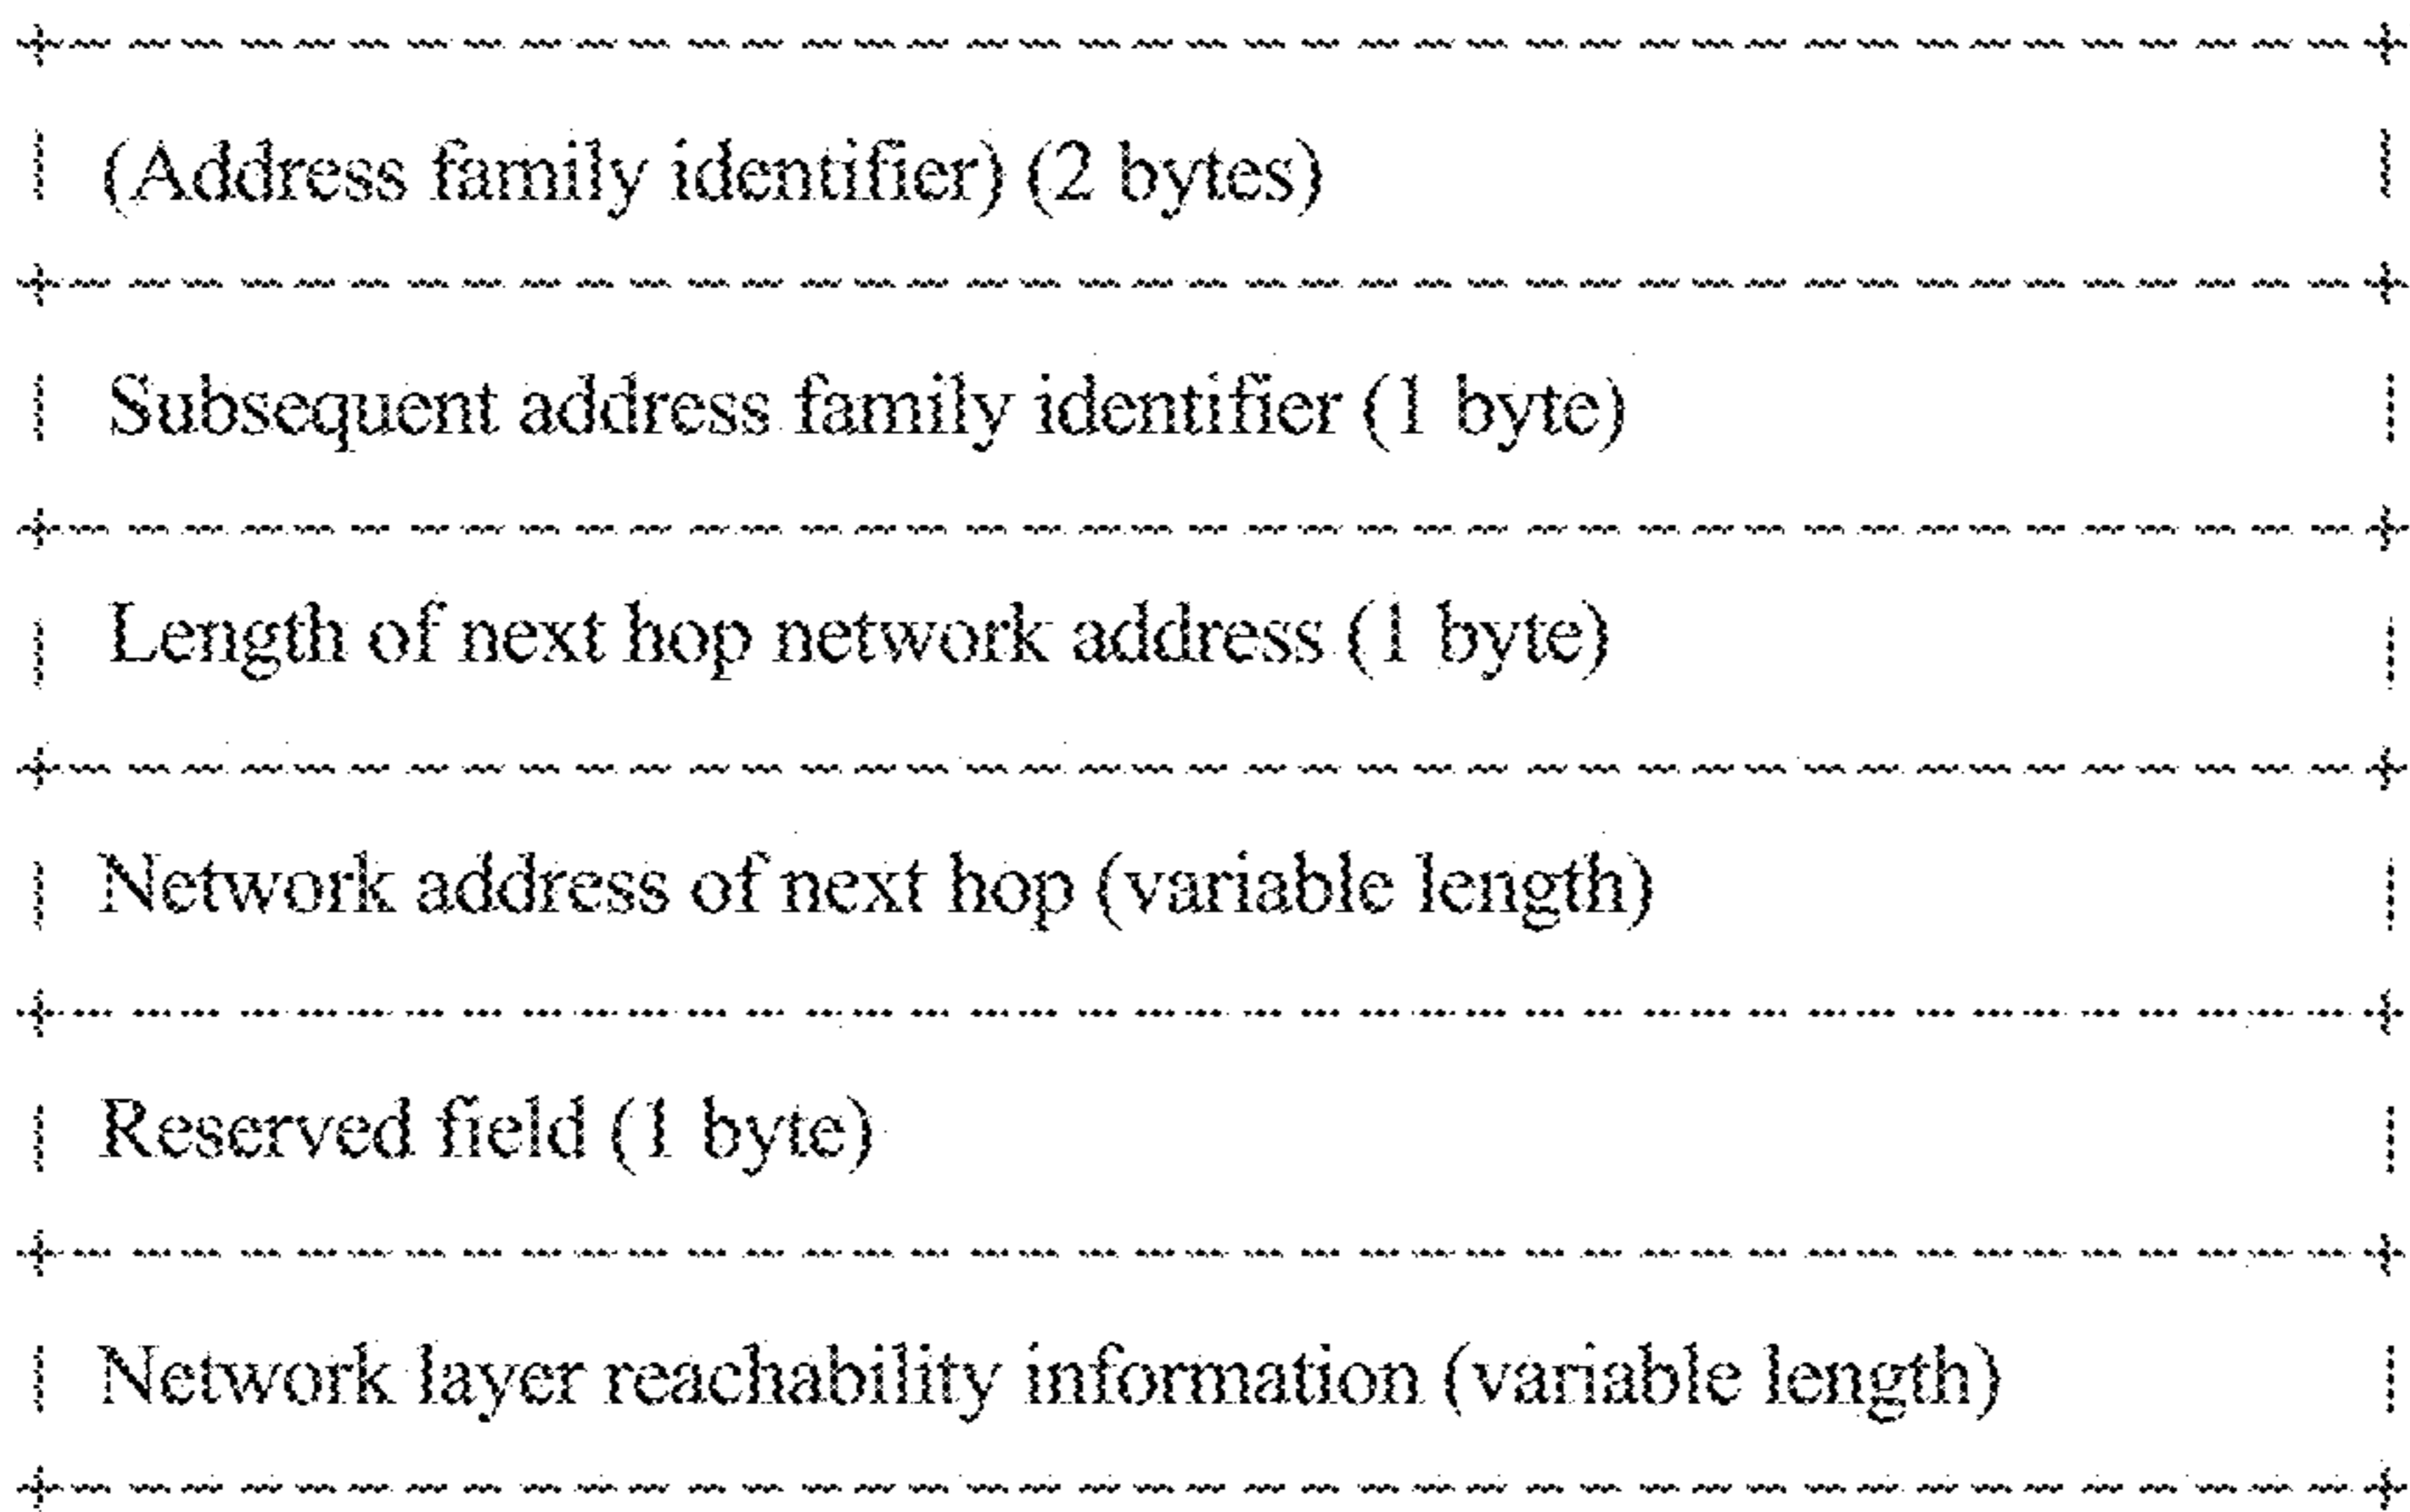 (Address family identifier) (2 bytes)
Subsequent address family identifier (1 byte)
Length of next hop network address (1 byte)
Network address of next hop (variable length)
Reserved field (1 byte)
Network layer reachability information (variable length)